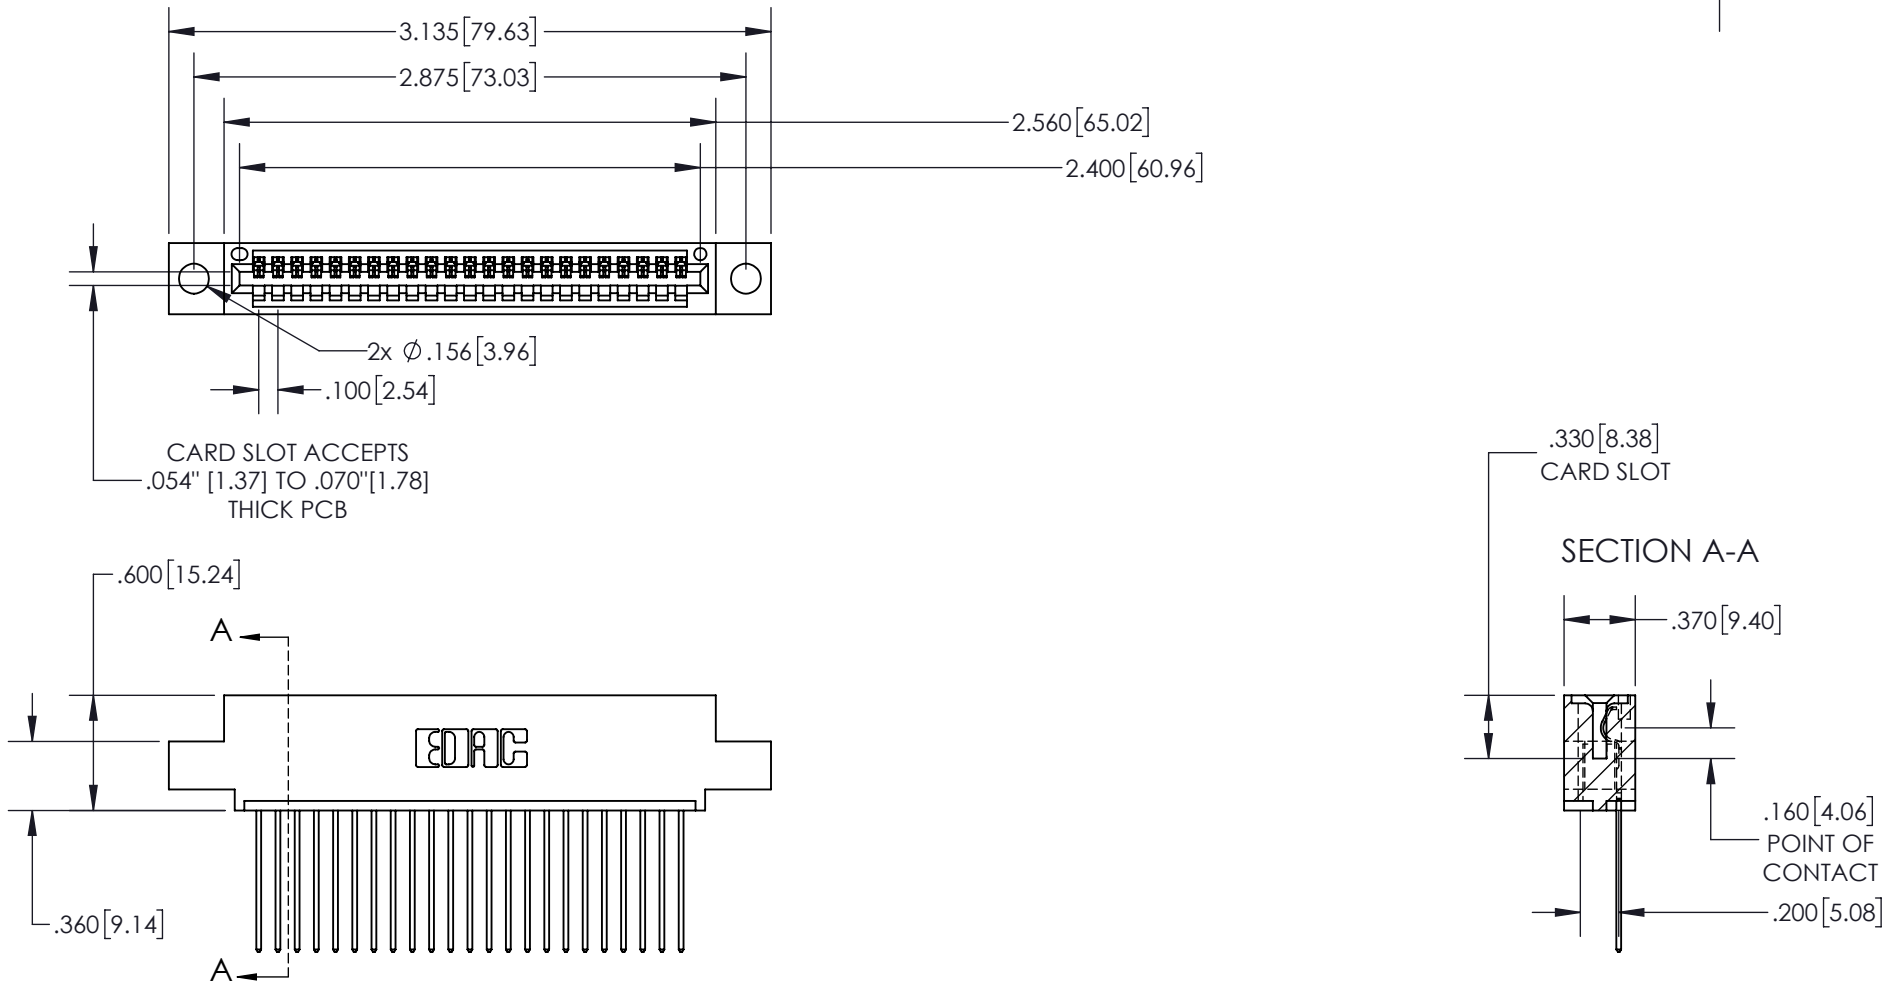 3.135[79.63]
2.875[73.03]
2.560[65.02]
2.400[60.96]
2x Ø.156[3.96]
.100[2.54]
CARD SLOT ACCEPTS
.054" [1.37] TO .070"[1.78]
THICK PCB
.330[8.38]
CARD SLOT
SECTION A-A
.600[15.24]
A
.370[9.40]
EDAC
.160[4.06]
POINT OF
CONTACT
.200[5.08]
.360[9.14]
A